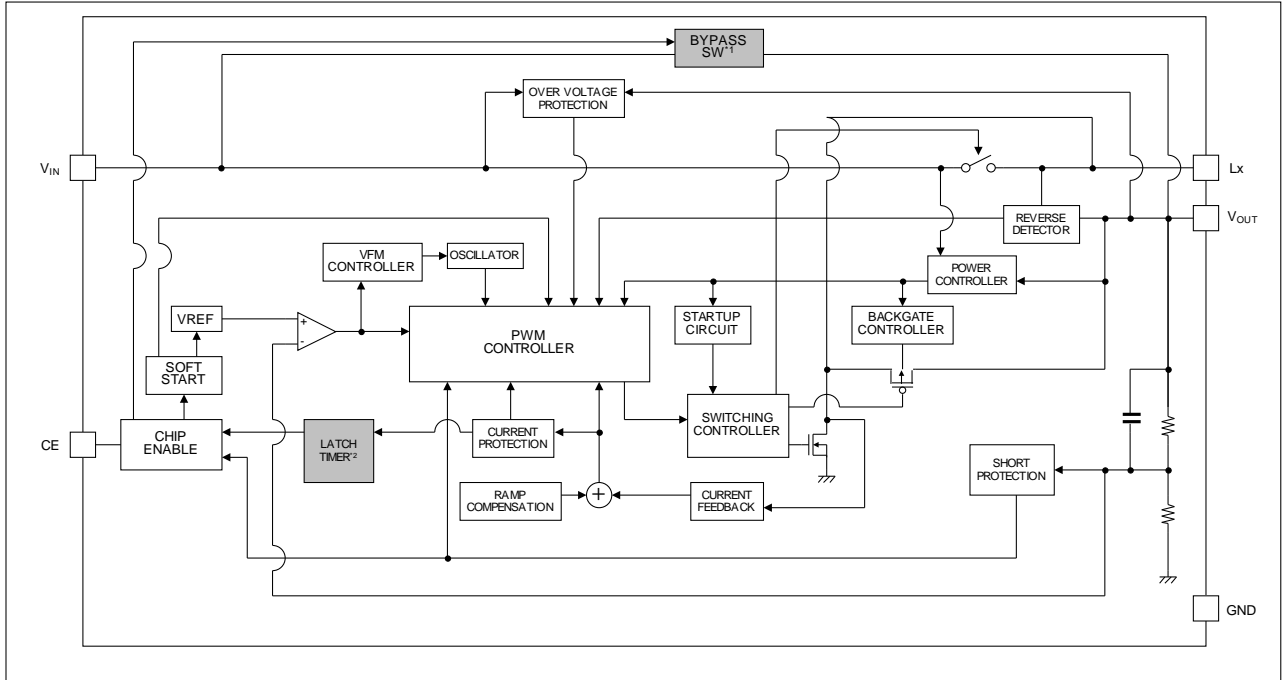 BYPASS
SW*1
OVER VOLTAGE
PROTECTION
VIN
Lx
VOUT
REVERSE
DETECTOR
VFM
CONTROLLER
OSCILLATOR
POWER
CONTROLLER
VREF
+
-
PWM
CONTROLLER
STARTUP
CIRCUIT
BACKGATE
CONTROLLER
SOFT
START
SWITCHING
CONTROLLER
CE
CHIP
ENABLE
LATCH
TIMER*2
CURRENT
PROTECTION
SHORT
PROTECTION
RAMP
COMPENSATION
+
CURRENT
FEEDBACK
GND